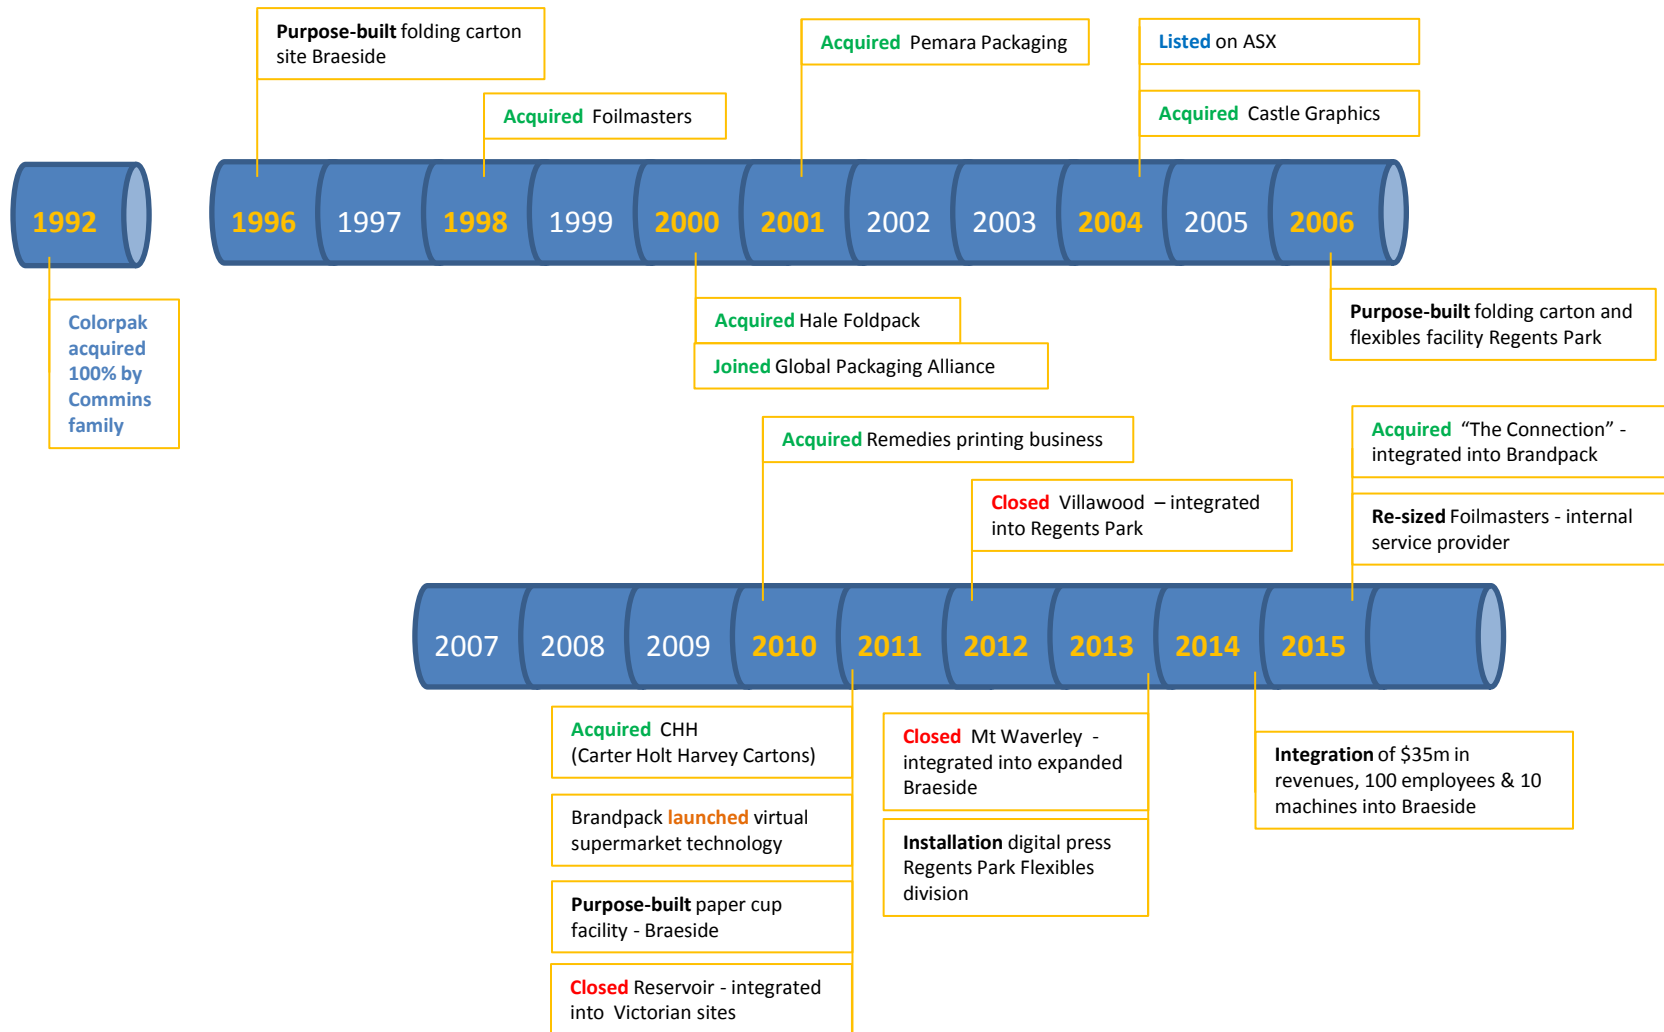 Purpose-built folding carton
site Braeside
Acquired Foilmasters
Acquired Pemara Packaging
Listed on ASX
Acquired Castle Graphics
1992
1996
1997
1998
1999
2000
2001
2002
2003
2004
2005
2006
Colorpak
acquired
100% by
Commins
family
Acquired Hale Foldpack
Joined Global Packaging Alliance
Purpose-built folding carton and
flexibles facility Regents Park
Acquired Remedies printing business
Closed Villawood – integrated
into Regents Park
Acquired “The Connection” -
integrated into Brandpack
Re-sized Foilmasters - internal
service provider
2007
2008
2009
2010
2011
2012
2013
2014
2015
Acquired CHH
(Carter Holt Harvey Cartons)
Brandpack launched virtual
supermarket technology
Purpose-built paper cup
facility - Braeside
Closed Reservoir - integrated
into Victorian sites
Closed Mt Waverley -
integrated into expanded
Braeside
Installation digital press
Regents Park Flexibles
division
Integration of $35m in
revenues, 100 employees & 10
machines into Braeside